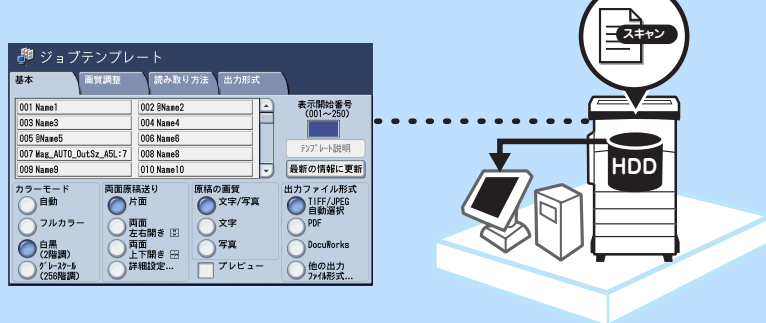 スキャン
ジョブテンプレート
基本 画質調整 読み取り方法 出力形式
001 Name1 002 @Name2
003 Name3 004 Name4
005 @Name5 006 Name6
007 Mag_AUTO_OutSz_A5L:7 008 Name8
009 Name9 010 Name10
表示開始番号
(001～250)
テンプレート説明
最新の情報に更新
HDD
カラーモード
自動
フルカラー
白黒
(2階調)
グレースケール
(256階調)
両面原稿送り
片面
両面
左右開き
両面
上下開き
詳細設定...
原稿の画質
文字/写真
文字
写真
プレビュー
出力ファイル形式
TIFF/JPEG
自動選択
PDF
DocuWorks
他の出力
ファイル形式...